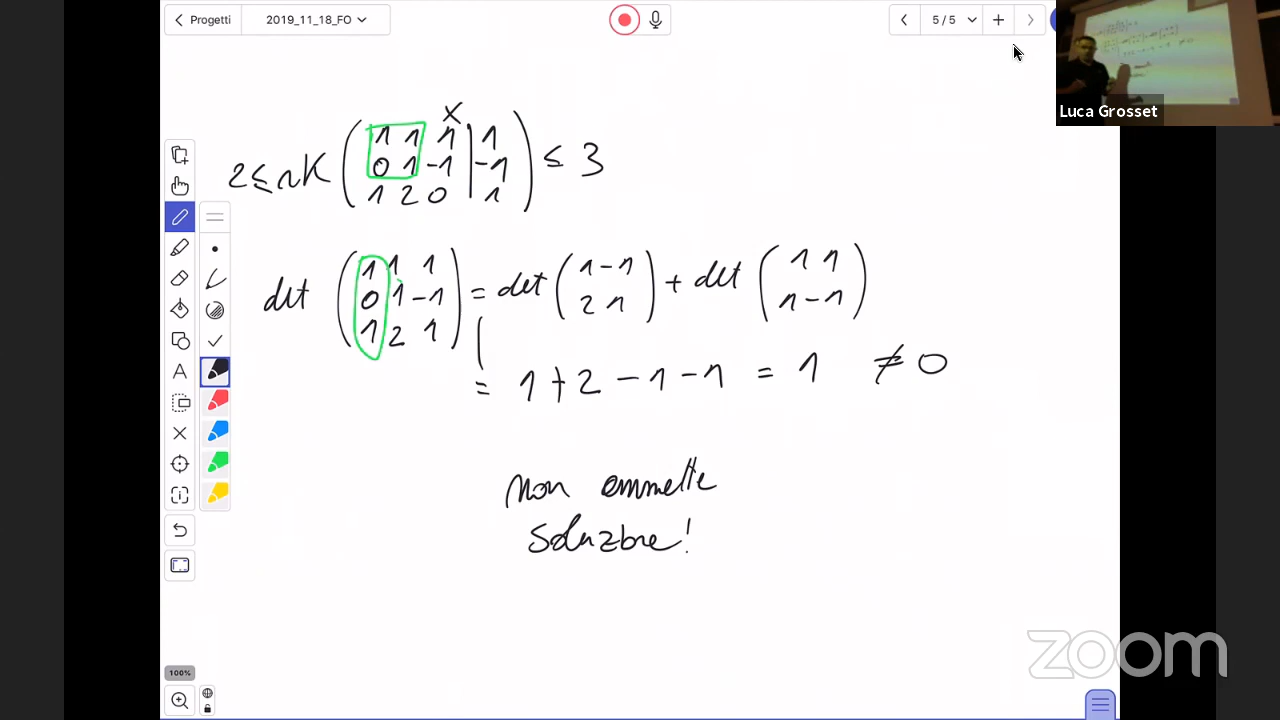 Progetti
2019_11_18_FO
5/5
Luca Grosset
x
2 ≤ rk ( 1 1 1 | 1
0 1 -1 | -1
1 2 0 | 1 ) ≤ 3
det ( 1 1 1
0 1 -1
1 2 1 ) = det ( 1 -1
2 1 ) + det ( 1 1
1 -1 )
= 1 + 2 - 1 - 1 = 1 ≠ 0
non ammette
soluzione!
100%
zoom